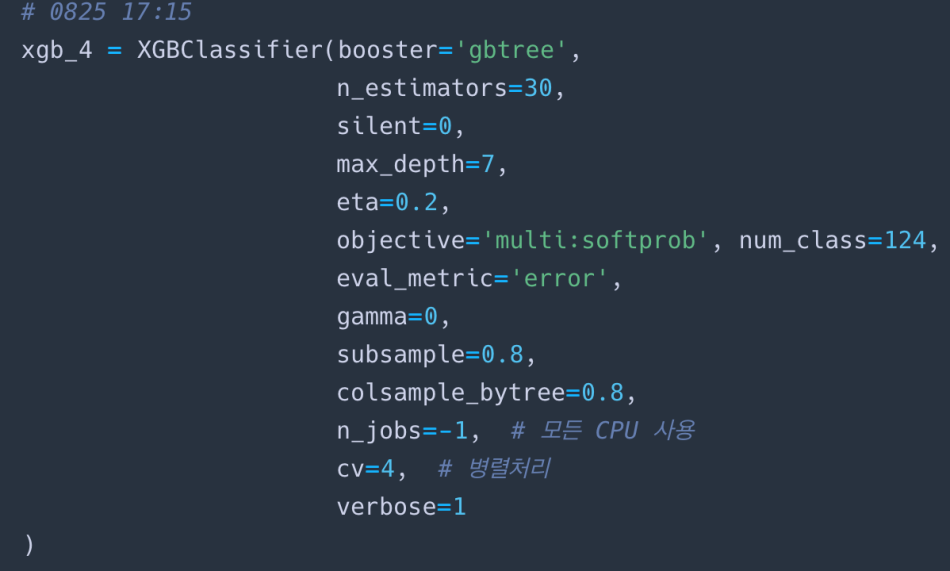 # 0825 17:15
xgb_4 = XGBClassifier(booster='gbtree',
n_estimators=30,
silent=0,
max_depth=7,
eta=0.2,
objective='multi:softprob', num_class=124,
eval_metric='error',
gamma=0,
subsample=0.8,
colsample_bytree=0.8,
n_jobs=-1,  # 모든 CPU 사용
cv=4,  # 병렬처리
verbose=1
)